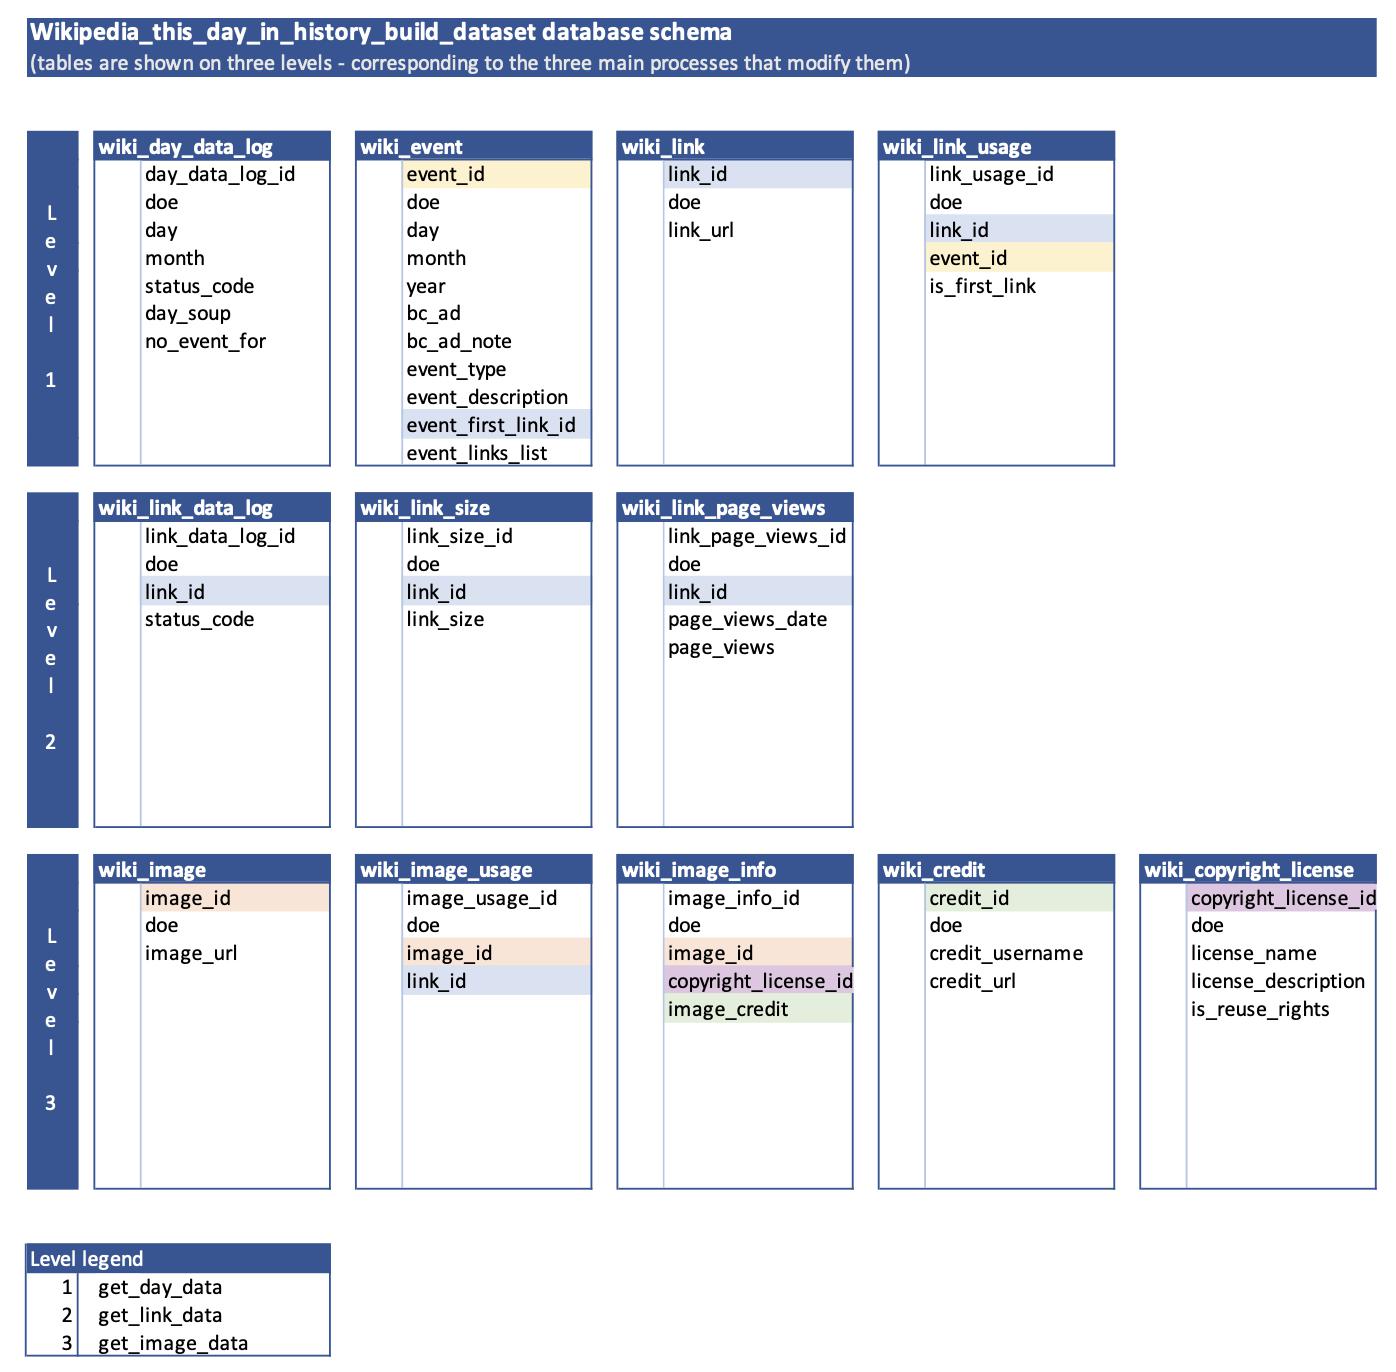 Wikipedia_this_day_in_history_build_dataset database schema
(tables are shown on three levels - corresponding to the three main processes that modify them)
Level 1
wiki_day_data_log
day_data_log_id
doe
day
month
status_code
day_soup
no_event_for
wiki_event
event_id
doe
day
month
year
bc_ad
bc_ad_note
event_type
event_description
event_first_link_id
event_links_list
wiki_link
link_id
doe
link_url
wiki_link_usage
link_usage_id
doe
link_id
event_id
is_first_link
Level 2
wiki_link_data_log
link_data_log_id
doe
link_id
status_code
wiki_link_size
link_size_id
doe
link_id
link_size
wiki_link_page_views
link_page_views_id
doe
link_id
page_views_date
page_views
Level 3
wiki_image
image_id
doe
image_url
wiki_image_usage
image_usage_id
doe
image_id
link_id
wiki_image_info
image_info_id
doe
image_id
copyright_license_id
image_credit
wiki_credit
credit_id
doe
credit_username
credit_url
wiki_copyright_license
copyright_license_id
doe
license_name
license_description
is_reuse_rights
Level legend
1 get_day_data
2 get_link_data
3 get_image_data